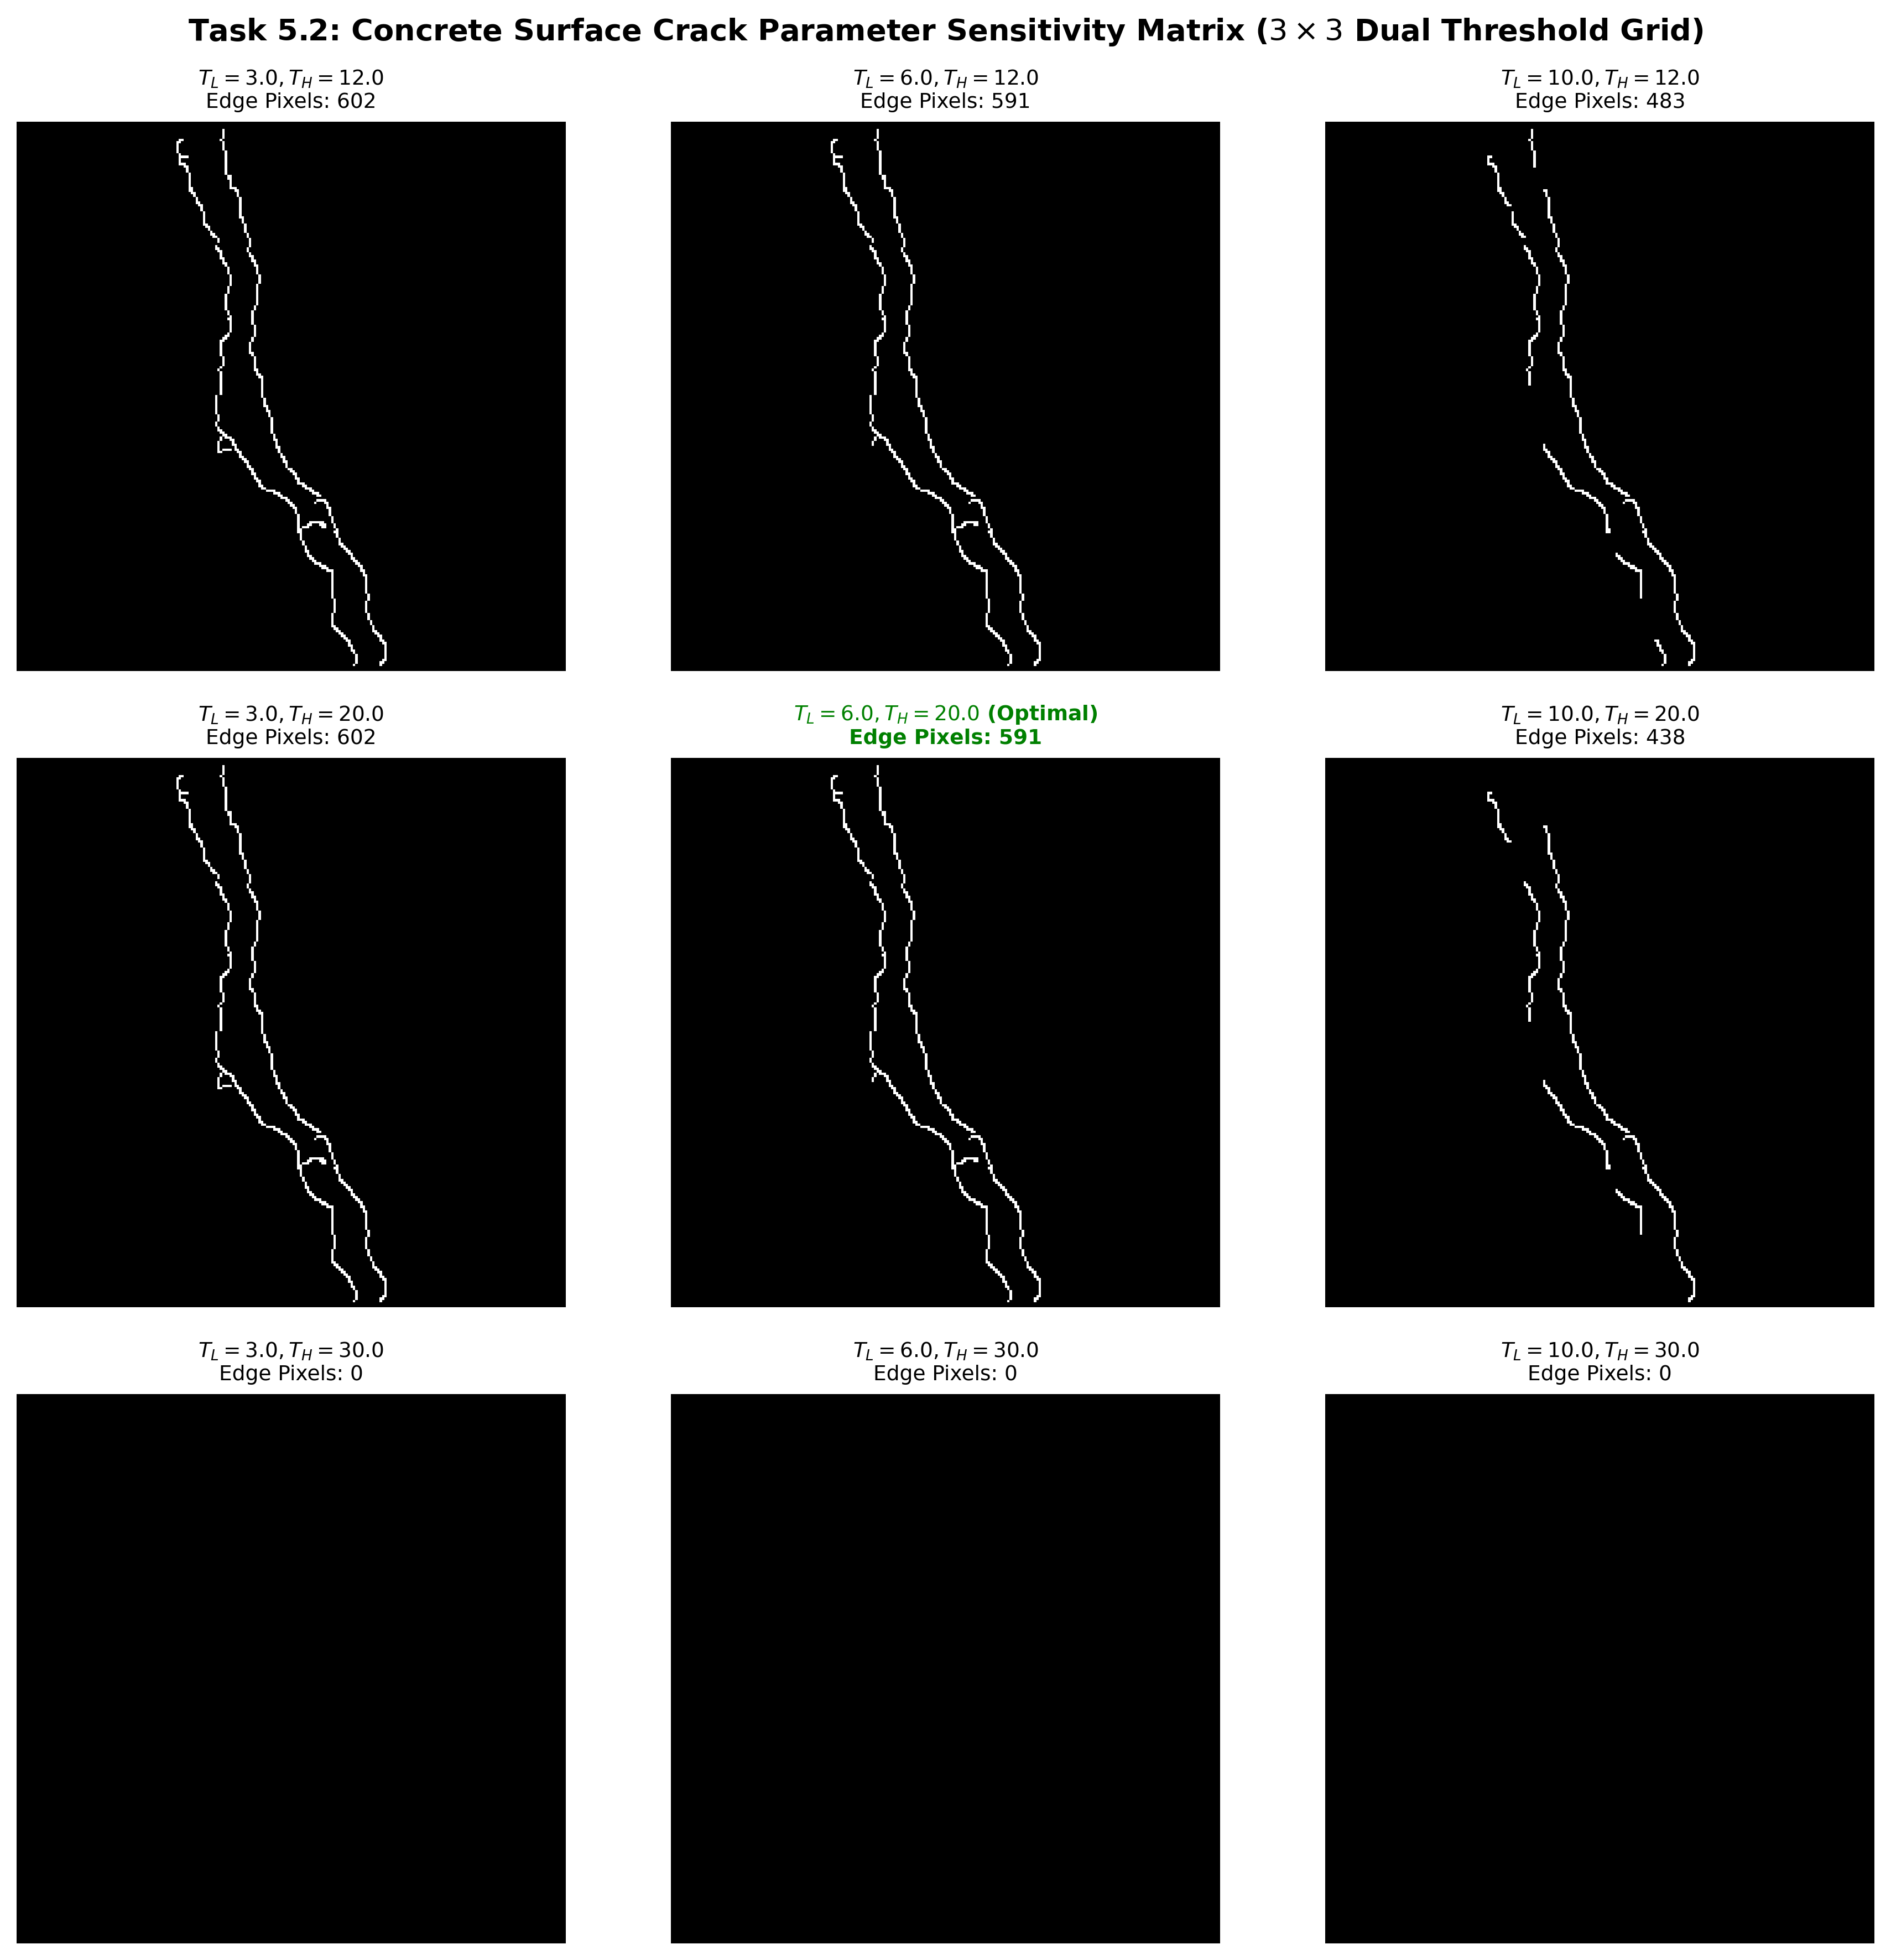 Task 5.2: Concrete Surface Crack Parameter Sensitivity Matrix (3 × 3 Dual Threshold Grid)
T_L = 3.0, T_H = 12.0
Edge Pixels: 602
T_L = 6.0, T_H = 12.0
Edge Pixels: 591
T_L = 10.0, T_H = 12.0
Edge Pixels: 483
T_L = 3.0, T_H = 20.0
Edge Pixels: 602
T_L = 6.0, T_H = 20.0 (Optimal)
Edge Pixels: 591
T_L = 10.0, T_H = 20.0
Edge Pixels: 438
T_L = 3.0, T_H = 30.0
Edge Pixels: 0
T_L = 6.0, T_H = 30.0
Edge Pixels: 0
T_L = 10.0, T_H = 30.0
Edge Pixels: 0